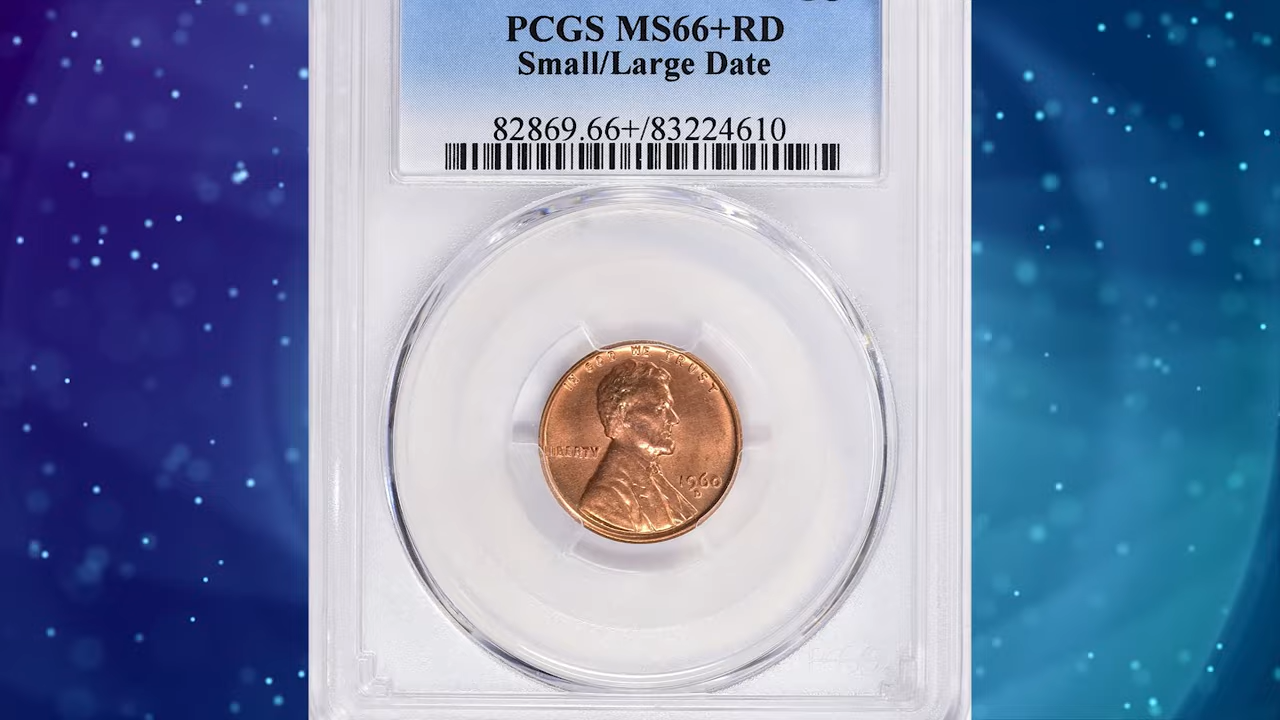 PCGS MS66+RD
Small/Large Date
82869.66+/83224610
IN GOD WE TRUST
LIBERTY
1960
D